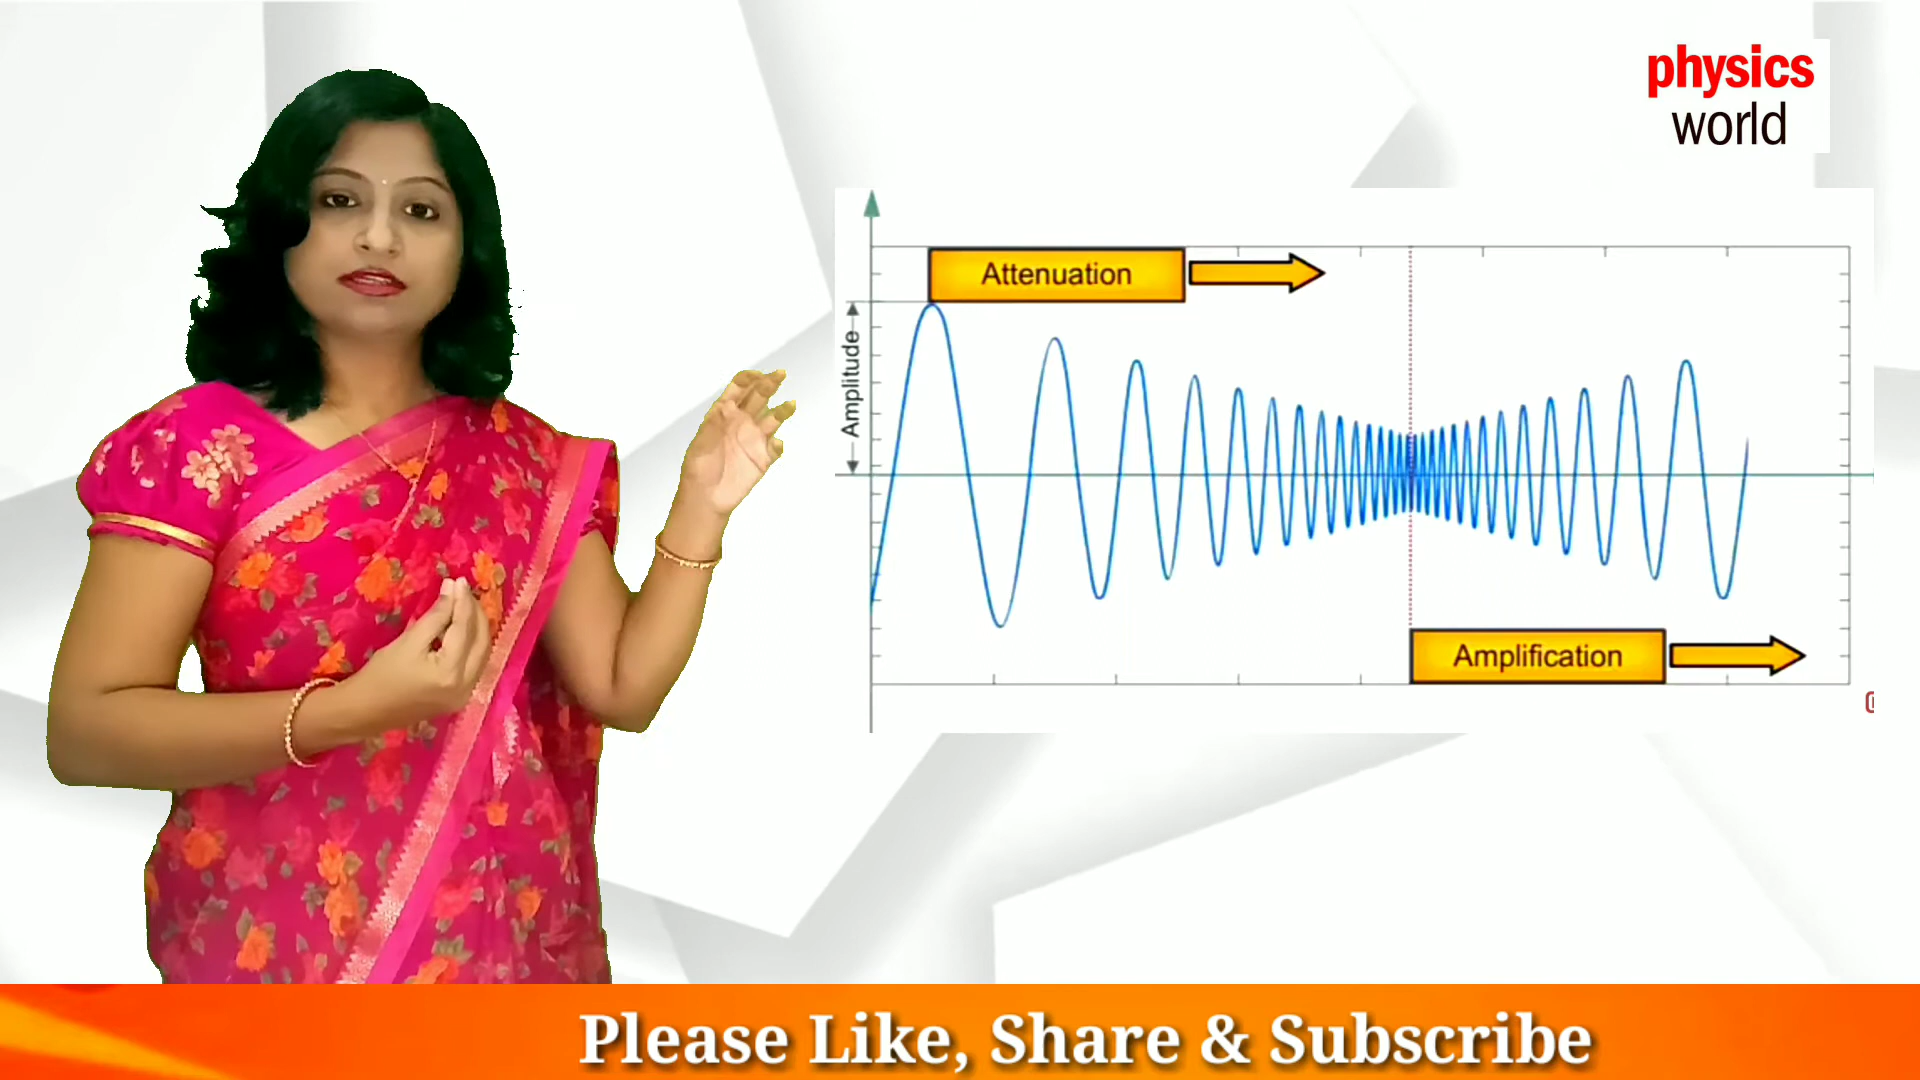 physics
world
Attenuation
Amplitude
Amplification
Please Like, Share & Subscribe